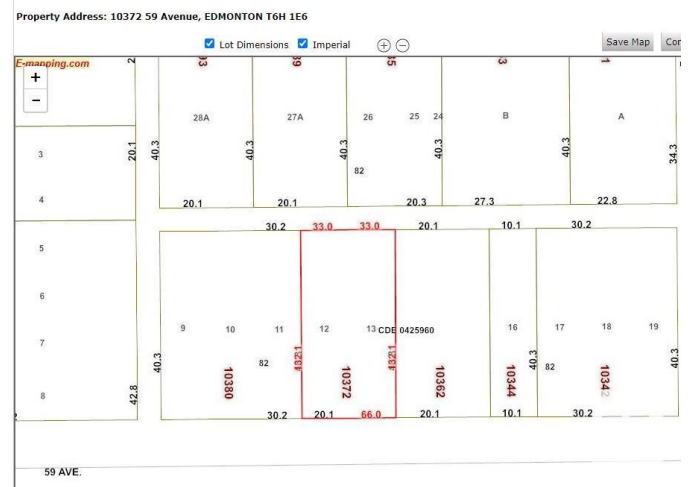 Property Address: 10372 59 Avenue, EDMONTON T6H 1E6
Lot Dimensions Imperial
Save Map
E-mapping.com
+
−
2
3
1
28A 27A 26 25 24 B A
3
20.1 40.3 40.3 40.3 40.3 40.3 34.3
82
4
20.1 20.1 20.3 27.3 22.8
30.2 33.0 33.0 20.1 10.1 30.2
5
6
7
9 10 11 12 13 CDE 0425960 16 17 18 19
40.3 82 40.3 82 40.3
8
42.8
10380 10372 10362 10344 10342
30.2 20.1 66.0 20.1 10.1 30.2
59 AVE.